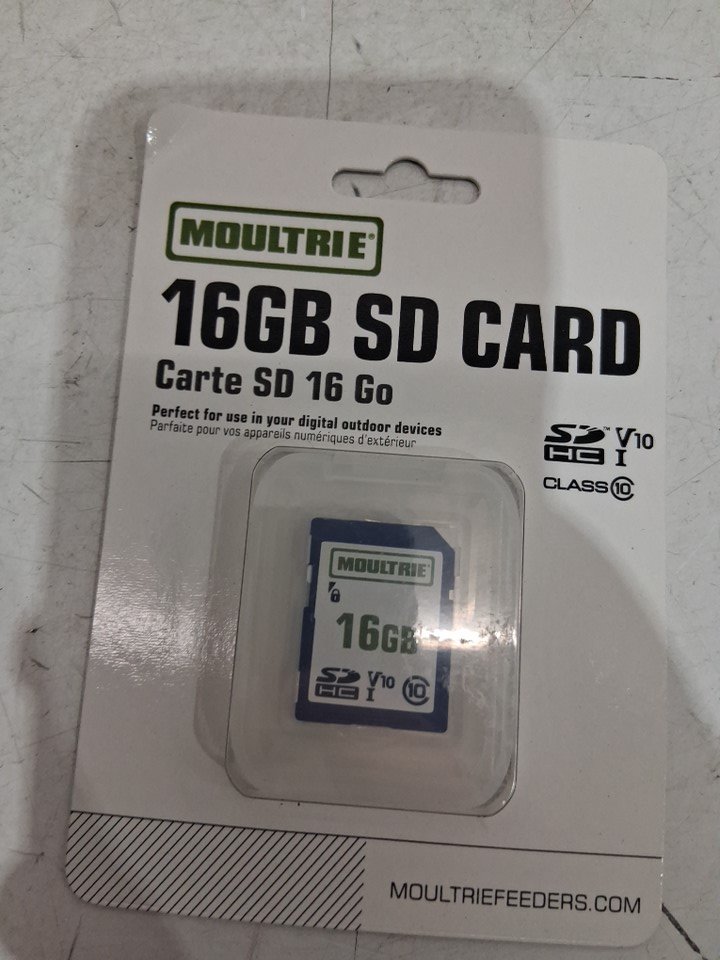 MOULTRIE®
16GB SD CARD
Carte SD 16 Go
Perfect for use in your digital outdoor devices
Parfaite pour vos appareils numériques d'extérieur
SD™ V10
HC I
CLASS 10
MOULTRIE
16GB
SD V10
HC I 10
MOULTRIEFEEDERS.COM